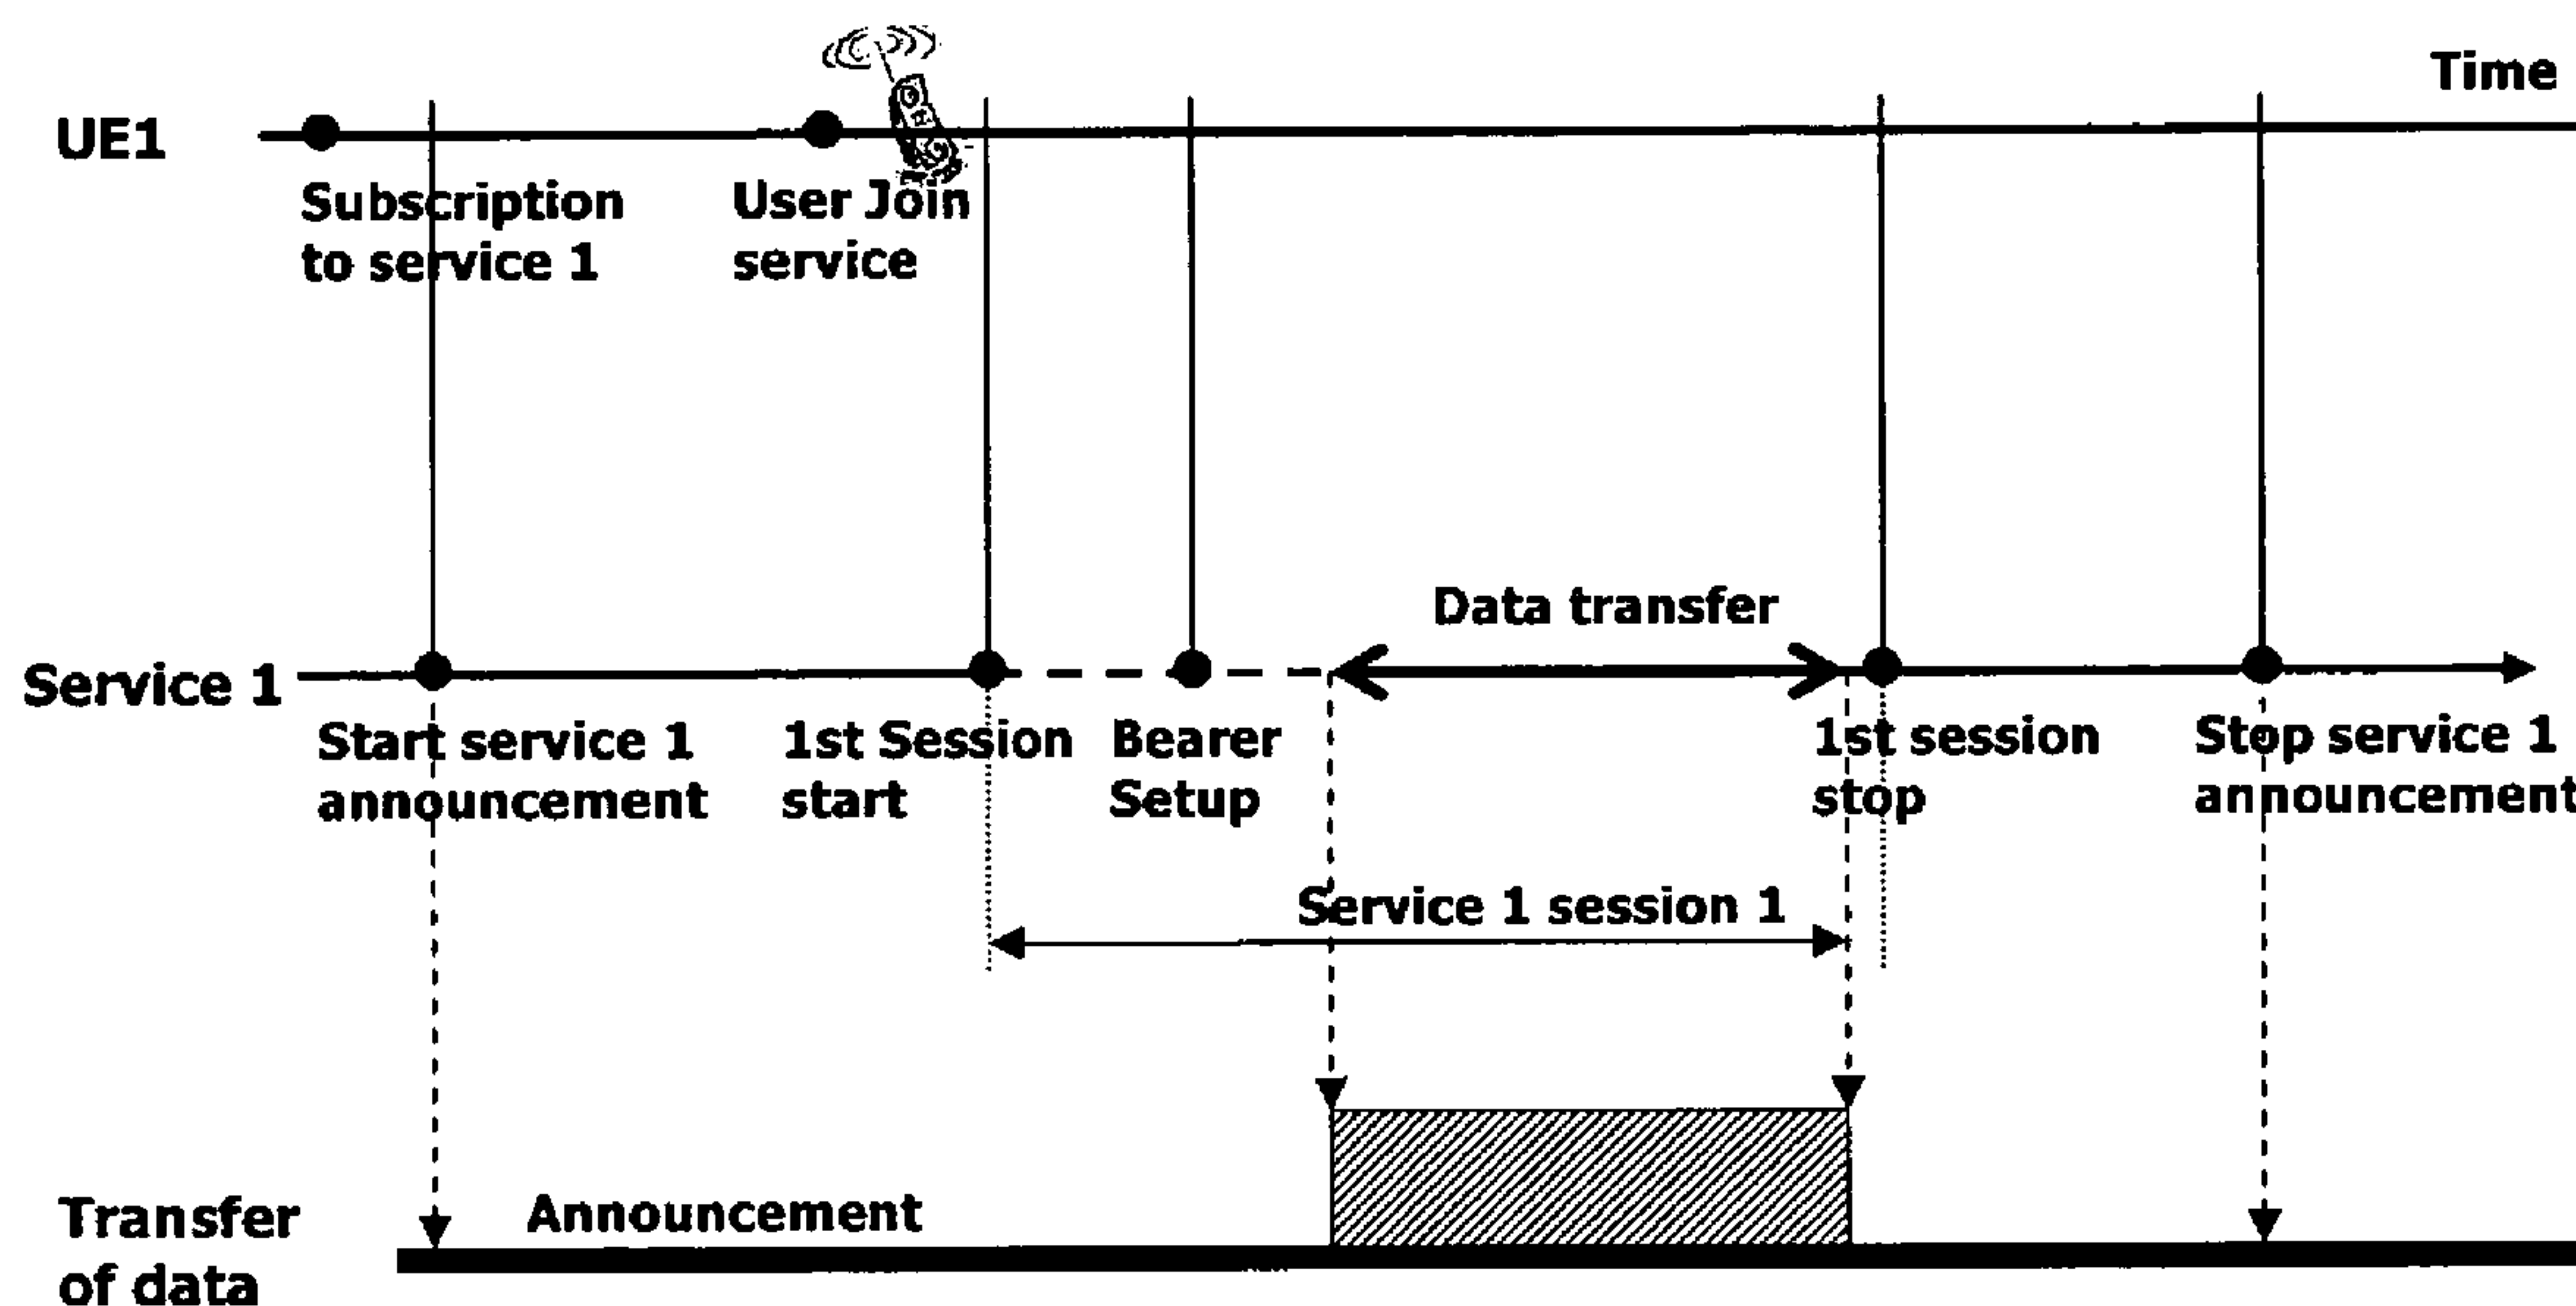 Time
UE1
Subscription
to service 1
User Join
service
Data transfer
Service 1
Start service 1
announcement
1st Session
start
Bearer
Setup
1st session
stop
Stop service 1
announcement
Service 1 session 1
Transfer
of data
Announcement